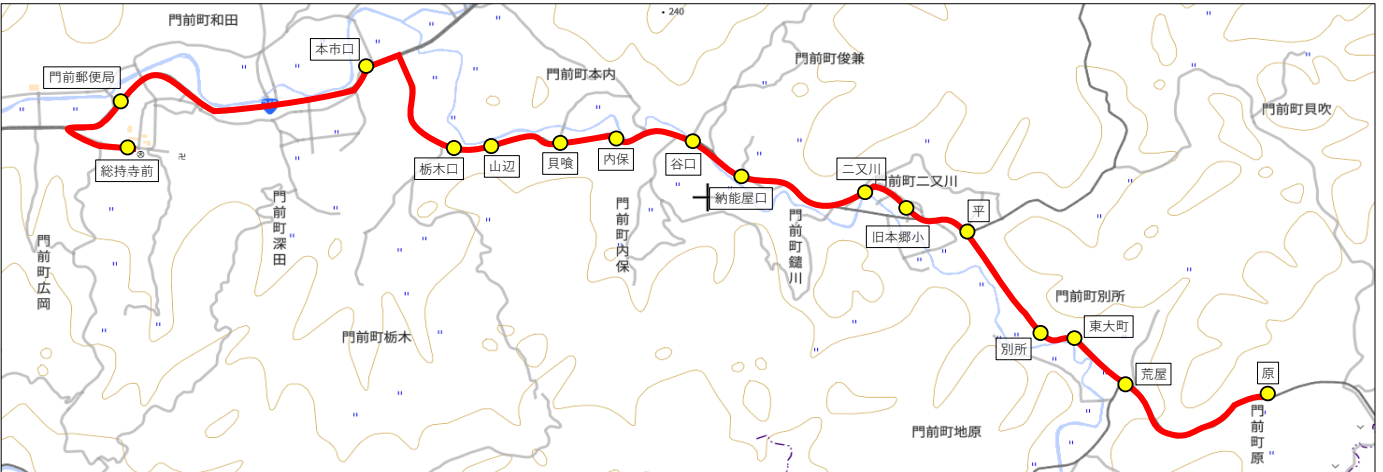 ・240
門前町和田
本市口
門前町俊兼
門前郵便局
門前町本内
門前町貝吹
総持寺前
栃木口
山辺
貝喰
内保
谷口
納能屋口
二又川
門前町二又川
旧本郷小
平
門前町深田
門前町内保
門前町鑓川
門前町広岡
門前町栃木
門前町別所
別所
東大町
荒屋
原
門前町地原
門前町原